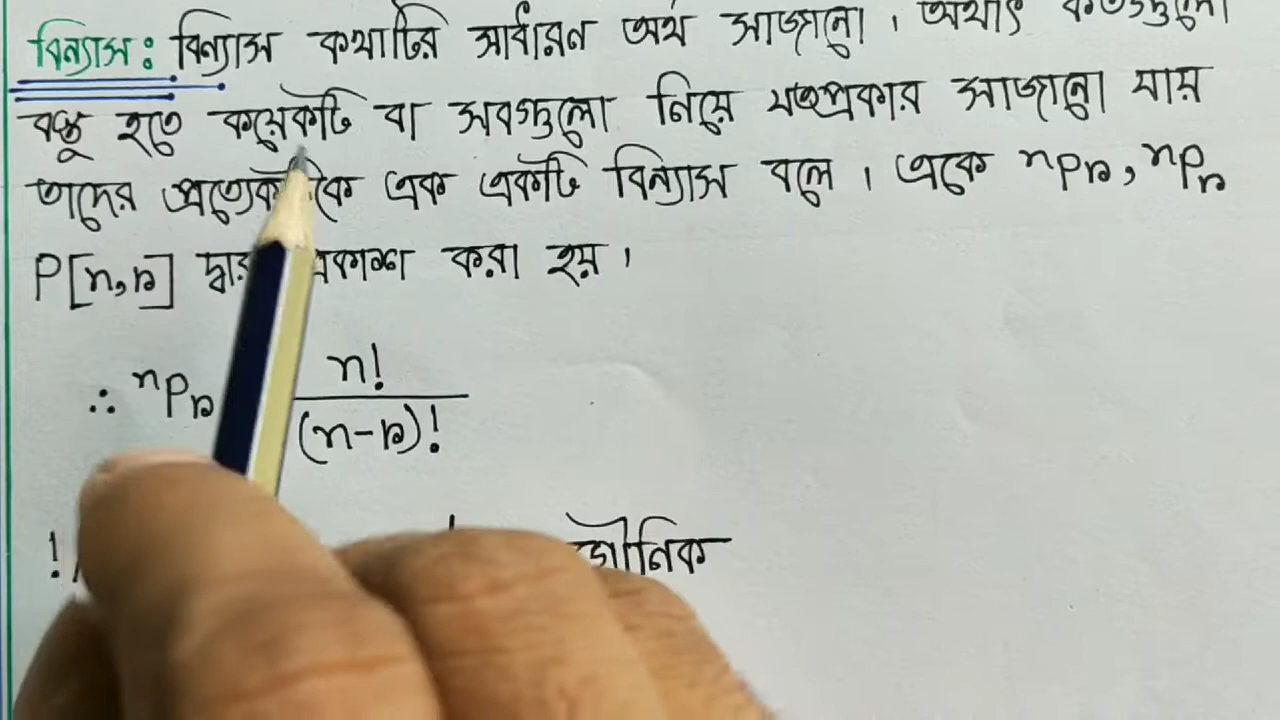 বিন্যাস: বিন্যাস কথাটির সাধারণ অর্থ সাজানো। অর্থাৎ কতগুলো
বস্তু হতে কয়েকটি বা সবগুলো নিয়ে যতপ্রকার সাজানো যায়
তাদের প্রত্যেকটিকে এক একটি বিন্যাস বলে। একে ⁿPᵣ, ⁿPᵣ
P[n,r] দ্বারা প্রকাশ করা হয়।
∴ ⁿPᵣ
n!
(n-r)!
!